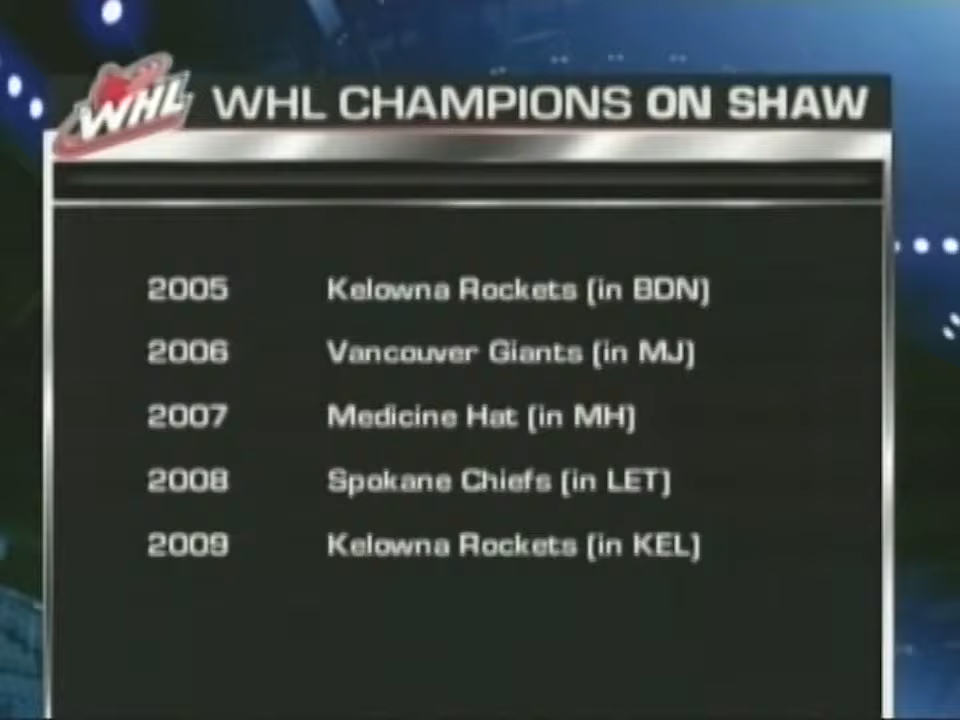 WHL WHL CHAMPIONS ON SHAW
2005 Kelowna Rockets (in BDN)
2006 Vancouver Giants (in MJ)
2007 Medicine Hat (in MH)
2008 Spokane Chiefs (in LET)
2009 Kelowna Rockets (in KEL)